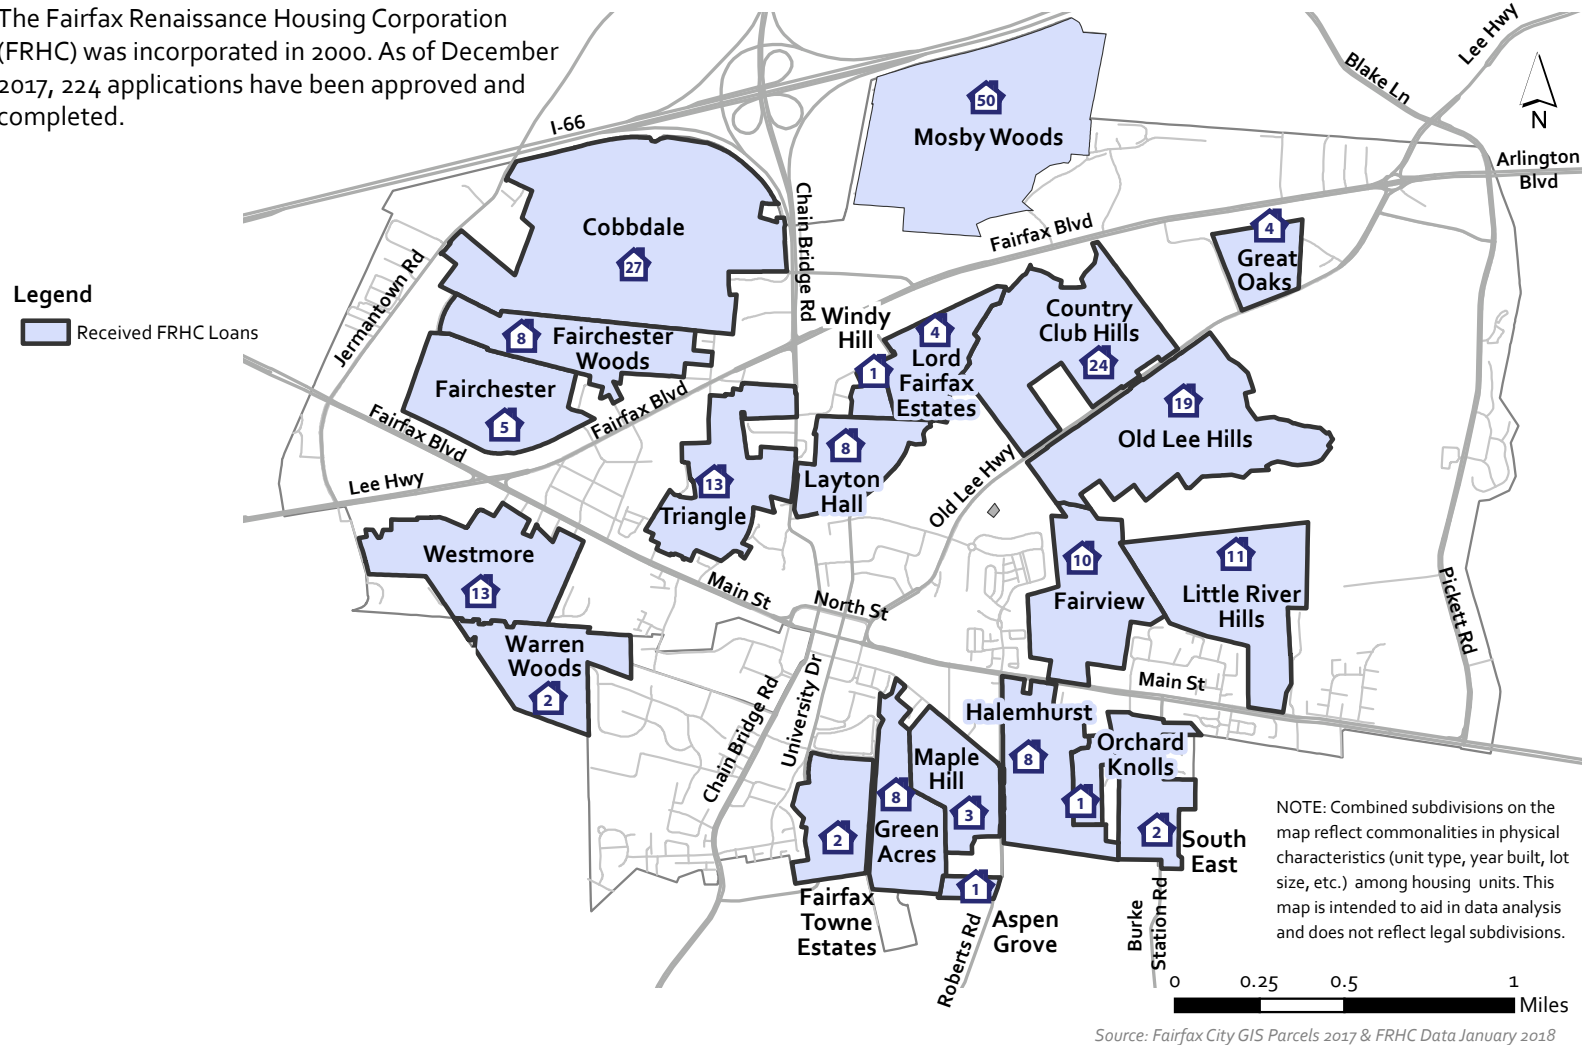 The Fairfax Renaissance Housing Corporation
(FRHC) was incorporated in 2000. As of December
2017, 224 applications have been approved and
completed.
I-66
Blake Ln
Lee Hwy
N
Arlington
Blvd
50
Mosby Woods
Chain Bridge Rd
Cobbdale
27
Fairfax Blvd
4
Great
Oaks
Jermantown Rd
Legend
Received FRHC Loans
8
Fairchester
Woods
Windy
Hill
1
4
Lord
Fairfax
Estates
Country
Club Hills
24
Fairchester
5
Fairfax Blvd
Fairfax Blvd
19
Old Lee Hills
Lee Hwy
13
Triangle
8
Layton
Hall
Old Lee Hwy
Westmore
13
Main St
North St
10
Fairview
11
Little River
Hills
Pickett Rd
Warren
Woods
2
Chain Bridge Rd
University Dr
Main St
Halemhurst
8
Orchard
Knolls
1
Maple
Hill
3
8
Green
Acres
2
Fairfax
Towne
Estates
2
South
East
1
Aspen
Grove
Roberts Rd
Burke
Station Rd
NOTE: Combined subdivisions on the
map reflect commonalities in physical
characteristics (unit type, year built, lot
size, etc.) among housing units. This
map is intended to aid in data analysis
and does not reflect legal subdivisions.
0 0.25 0.5 1
Miles
Source: Fairfax City GIS Parcels 2017 & FRHC Data January 2018